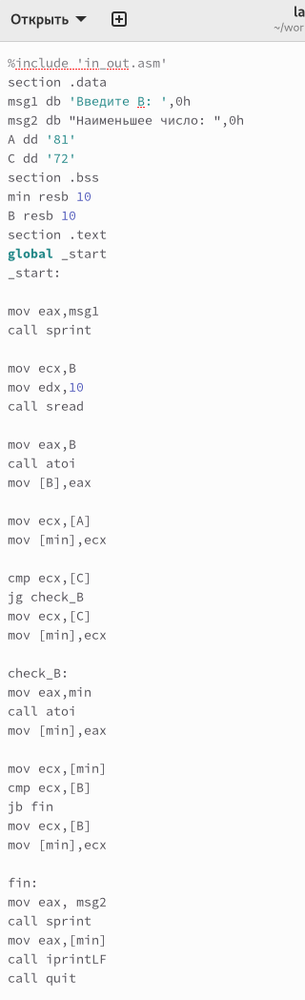 Открыть
la
~/wor
%include 'in_out.asm'
section .data
msg1 db 'Введите B: ',0h
msg2 db "Наименьшее число: ",0h
A dd '81'
C dd '72'
section .bss
min resb 10
B resb 10
section .text
global _start
_start:
mov eax,msg1
call sprint
mov ecx,B
mov edx,10
call sread
mov eax,B
call atoi
mov [B],eax
mov ecx,[A]
mov [min],ecx
cmp ecx,[C]
jg check_B
mov ecx,[C]
mov [min],ecx
check_B:
mov eax,min
call atoi
mov [min],eax
mov ecx,[min]
cmp ecx,[B]
jb fin
mov ecx,[B]
mov [min],ecx
fin:
mov eax, msg2
call sprint
mov eax,[min]
call iprintLF
call quit